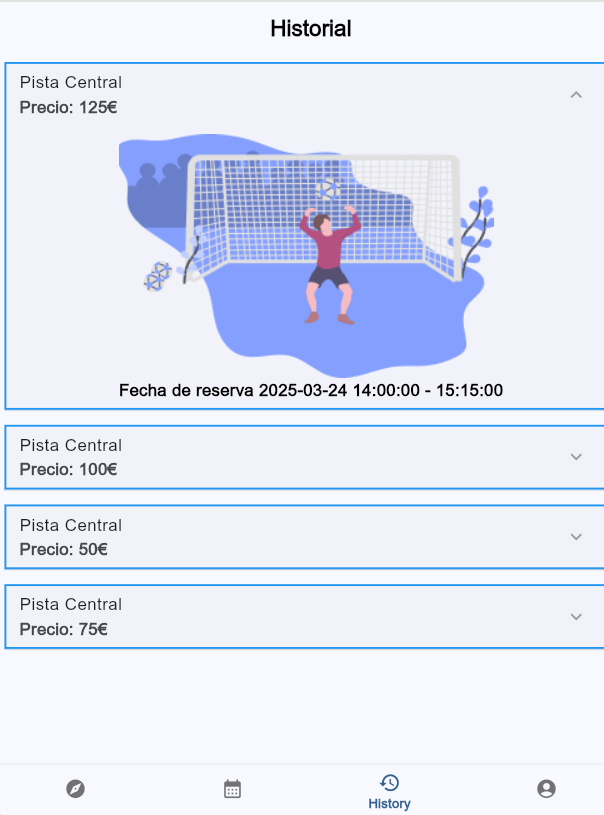 Historial
Pista Central
Precio: 125€
Fecha de reserva 2025-03-24 14:00:00 - 15:15:00
Pista Central
Precio: 100€
Pista Central
Precio: 50€
Pista Central
Precio: 75€
History